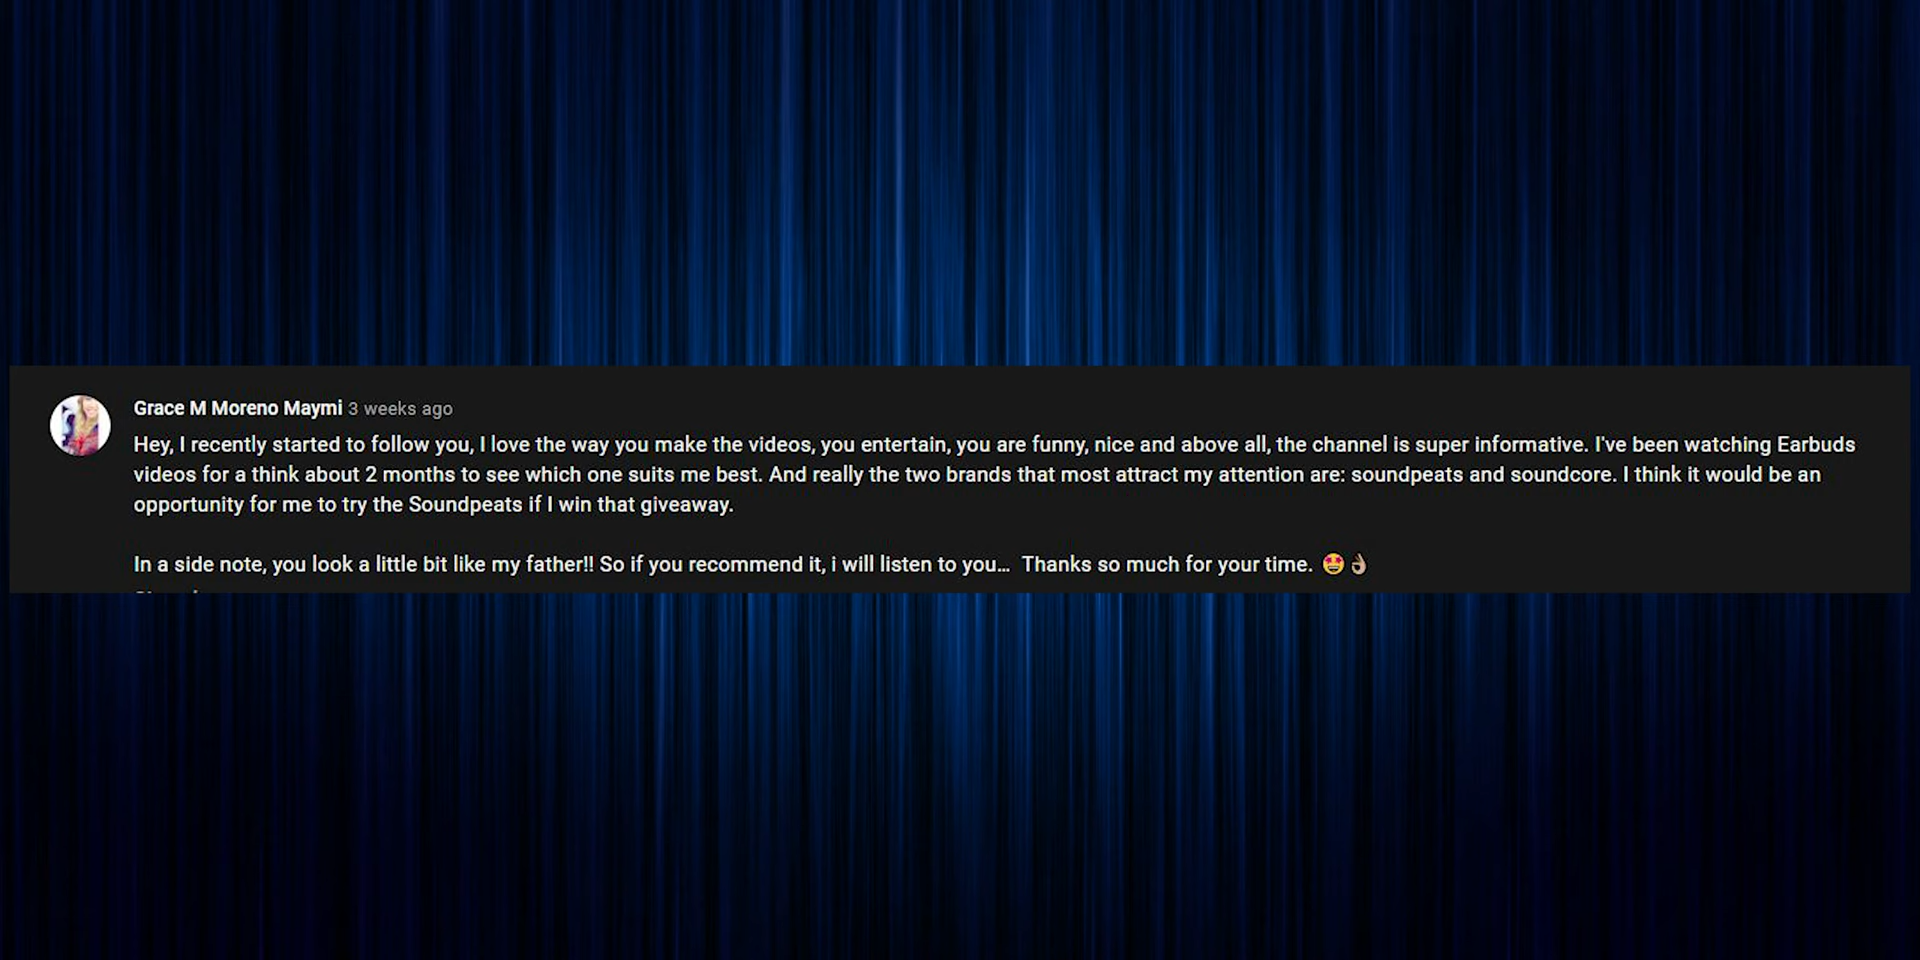 Grace M Moreno Maymi 3 weeks ago
Hey, I recently started to follow you, I love the way you make the videos, you entertain, you are funny, nice and above all, the channel is super informative. I've been watching Earbuds
videos for a think about 2 months to see which one suits me best. And really the two brands that most attract my attention are: soundpeats and soundcore. I think it would be an
opportunity for me to try the Soundpeats if I win that giveaway.
In a side note, you look a little bit like my father!! So if you recommend it, i will listen to you... Thanks so much for your time. 🤩👌🏽